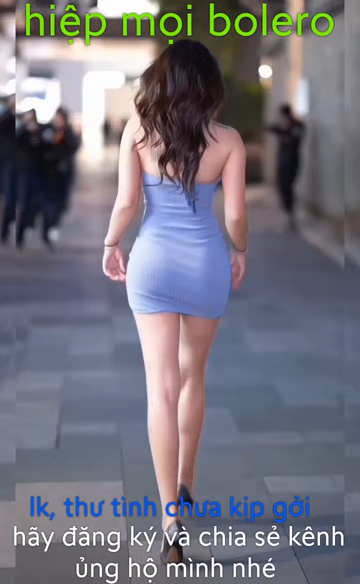 hiệp mọi bolero
lk, thư tình chưa kịp gởi
hãy đăng ký và chia sẻ kênh
ủng hộ mình nhé